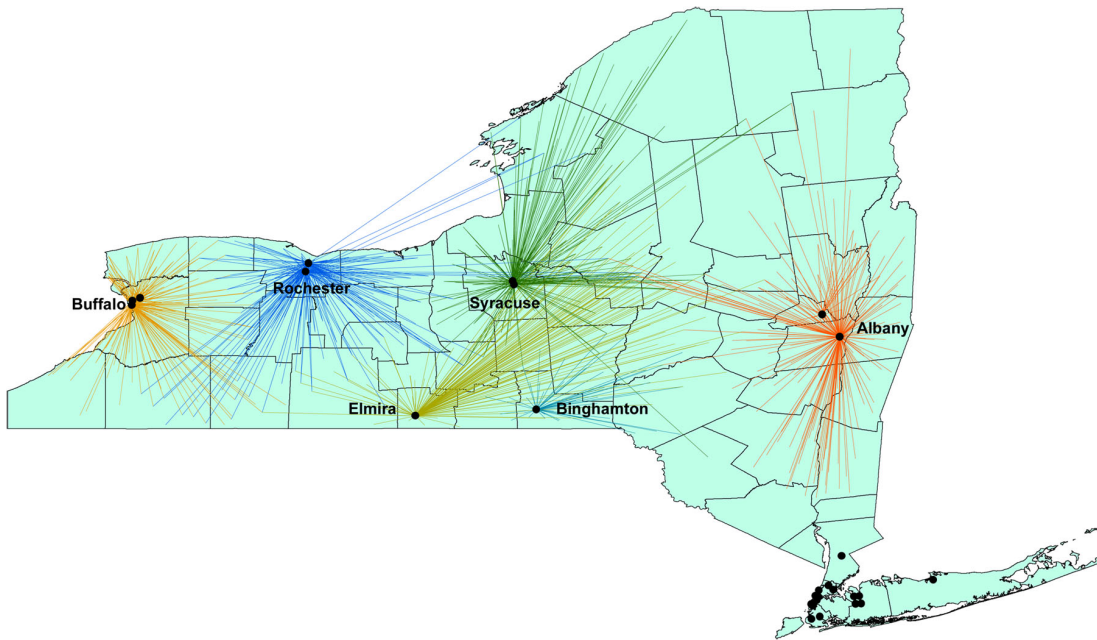 Buffalo
Rochester
Syracuse
Albany
Elmira
Binghamton